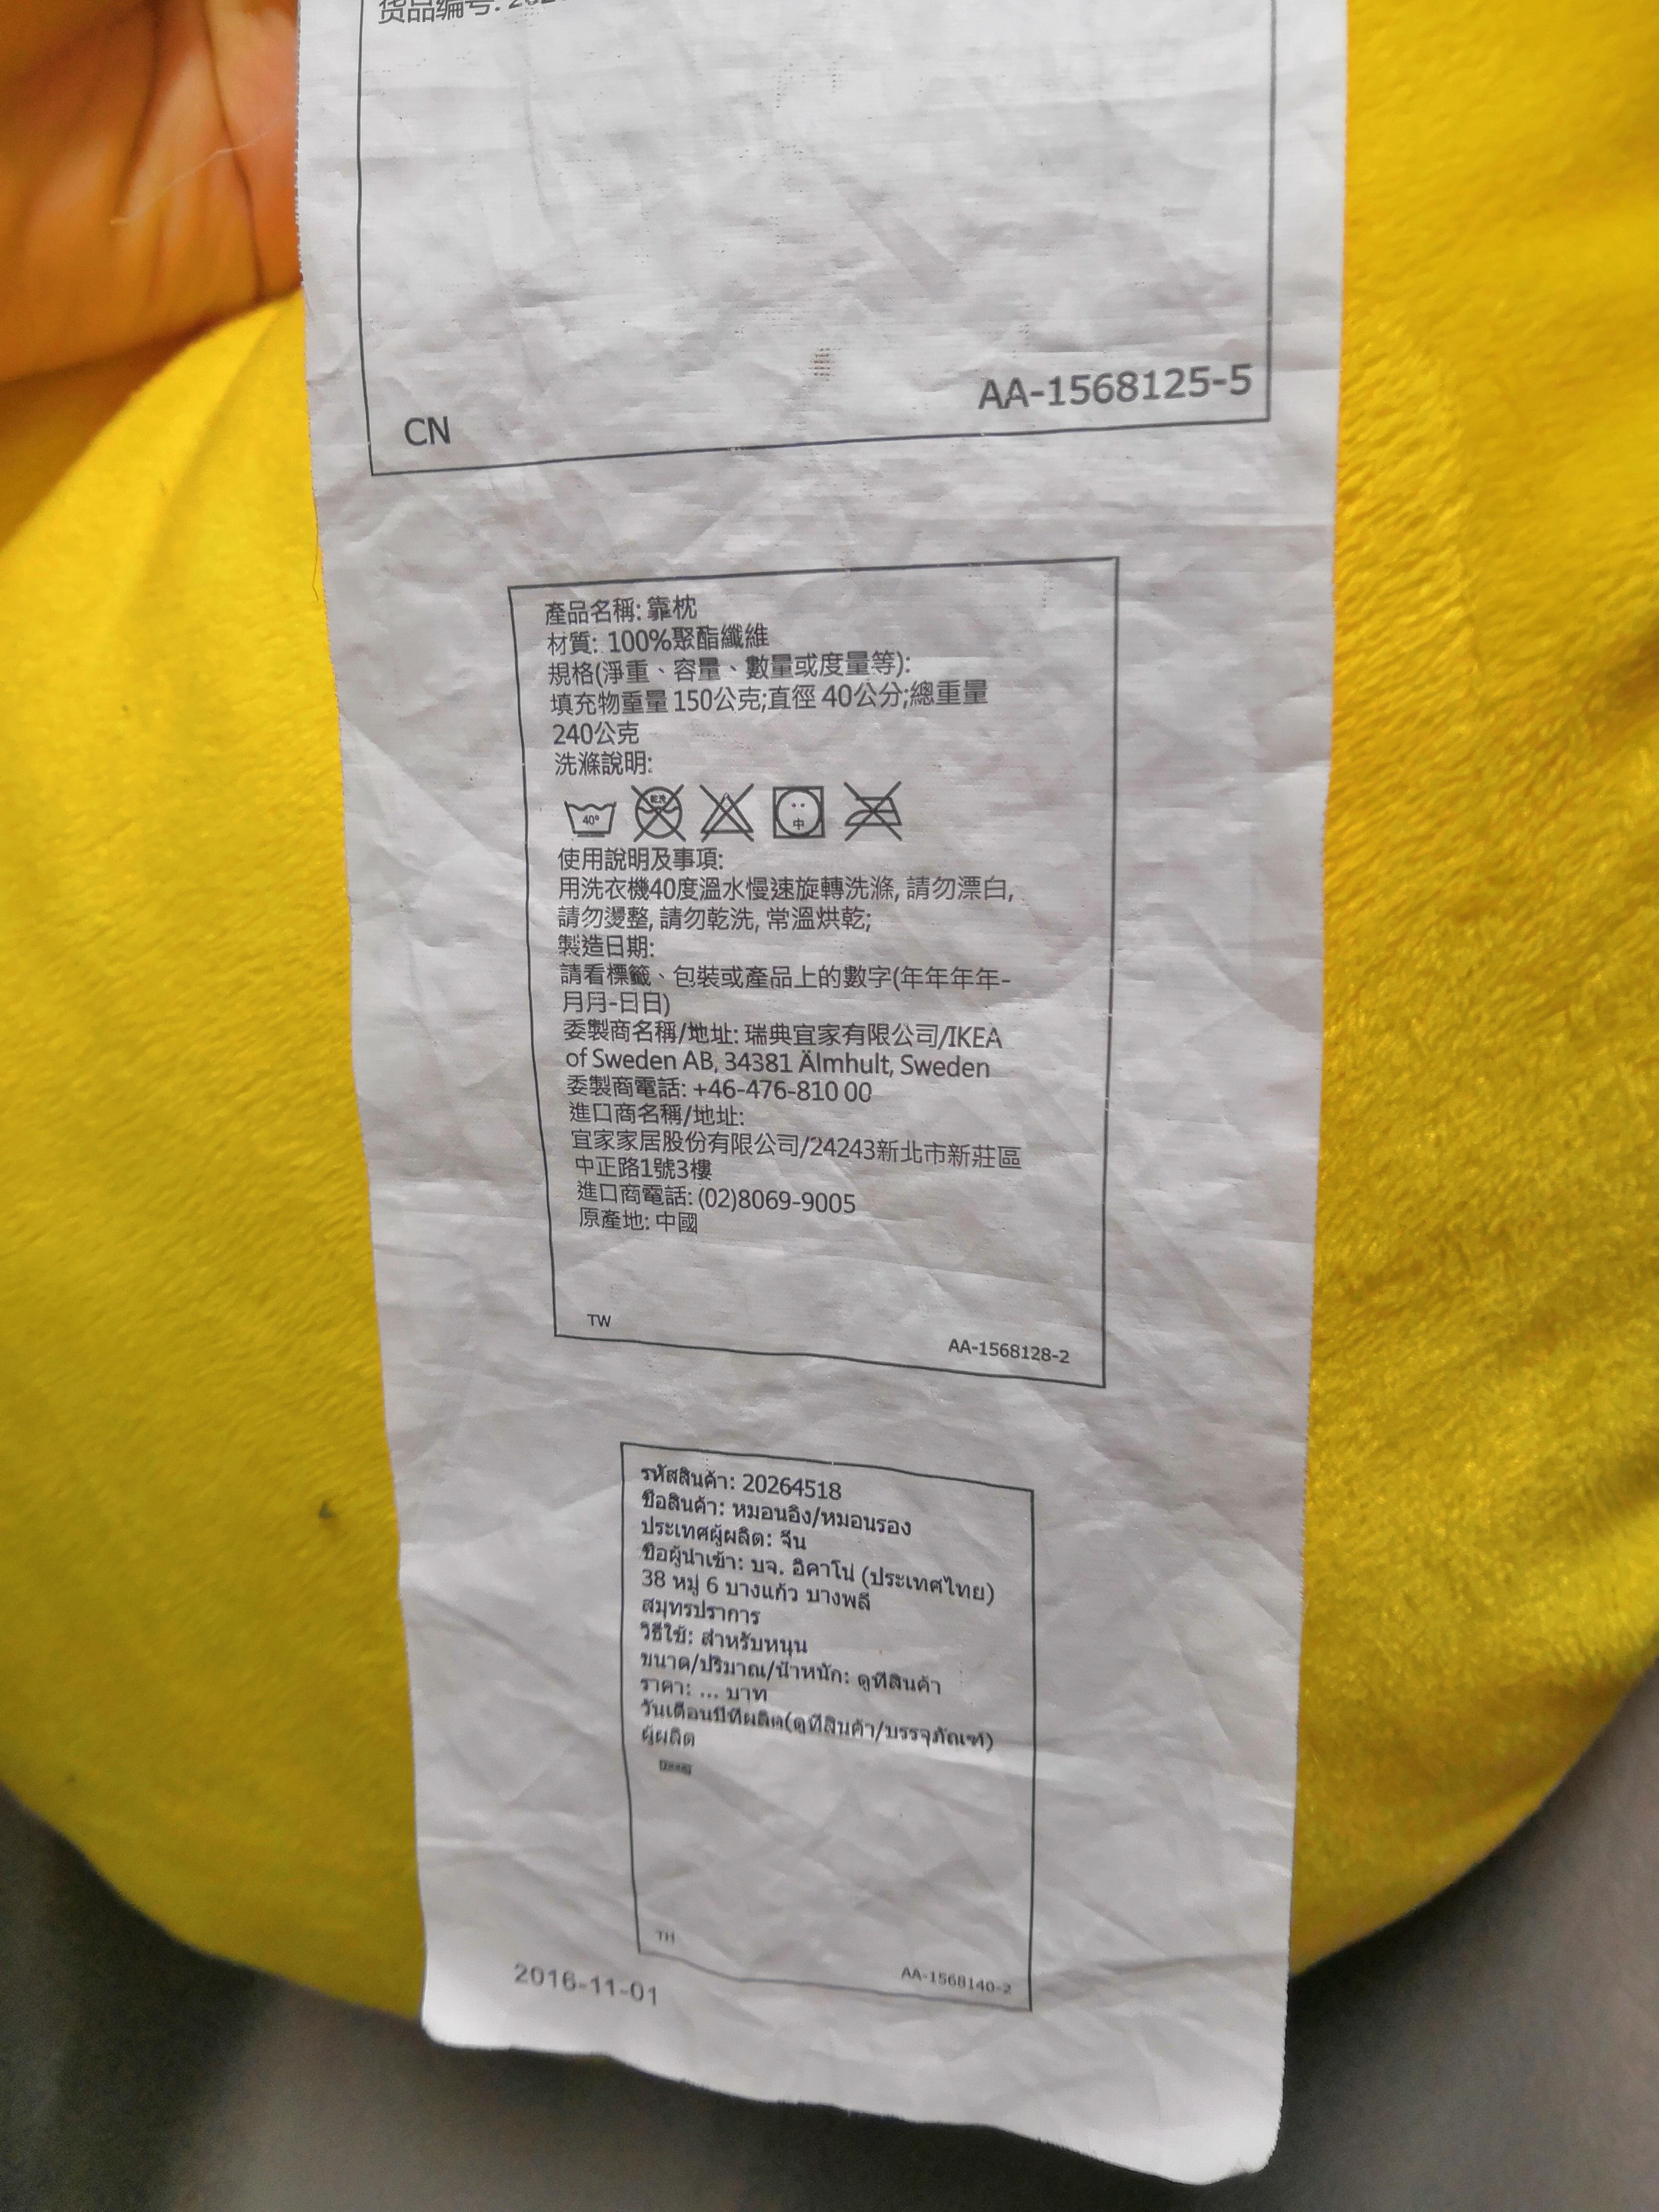 货品编号: 202
CN
AA-1568125-5
產品名稱: 靠枕
材質: 100%聚酯纖維
規格(淨重、容量、數量或度量等):
填充物重量 150公克;直徑 40公分;總重量
240公克
洗滌說明:
40° 乾洗 中
使用說明及事項:
用洗衣機40度溫水慢速旋轉洗滌, 請勿漂白,
請勿燙整, 請勿乾洗, 常溫烘乾;
製造日期:
請看標籤、包裝或產品上的數字(年年年年-
月月-日日)
委製商名稱/地址: 瑞典宜家有限公司/IKEA
of Sweden AB, 34381 Älmhult, Sweden
委製商電話: +46-476-810 00
進口商名稱/地址:
宜家家居股份有限公司/24243新北市新莊區
中正路1號3樓
進口商電話: (02)8069-9005
原產地: 中國
TW
AA-1568128-2
รหัสสินค้า: 20264518
ชื่อสินค้า: หมอนอิง/หมอนรอง
ประเทศผู้ผลิต: จีน
ชื่อผู้นำเข้า: บจ. อิคาโน่ (ประเทศไทย)
38 หมู่ 6 บางแก้ว บางพลี
สมุทรปราการ
วิธีใช้: สำหรับหนุน
ขนาด/ปริมาณ/น้ำหนัก: ดูที่สินค้า
ราคา: ... บาท
วันเดือนปีที่ผลิต(ดูที่สินค้า/บรรจุภัณฑ์)
ผู้ผลิต
TH
AA-1568140-2
2016-11-01